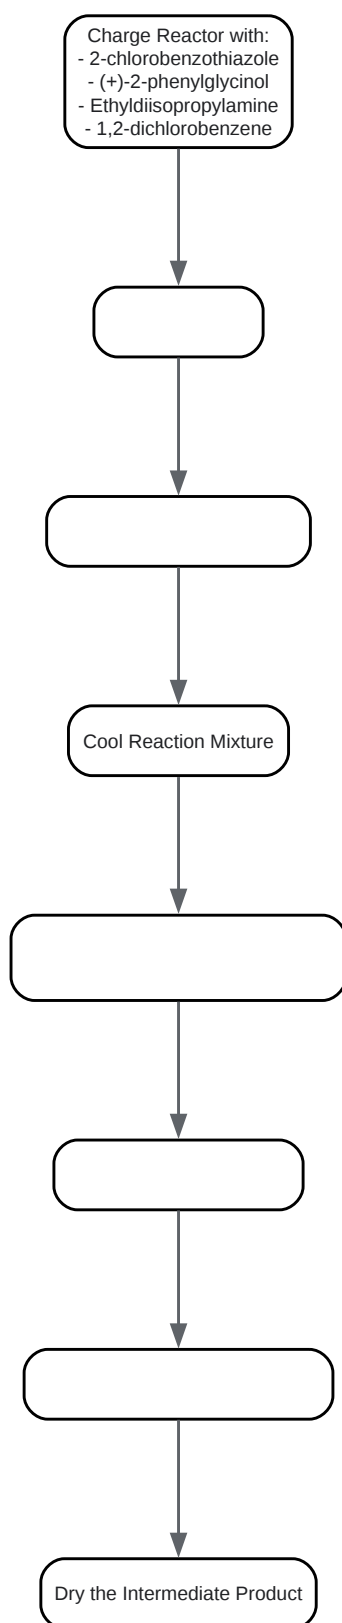 Charge Reactor with:
- 2-chlorobenzothiazole
- (+)-2-phenylglycinol
- Ethyldiisopropylamine
- 1,2-dichlorobenzene
Cool Reaction Mixture
Dry the Intermediate Product